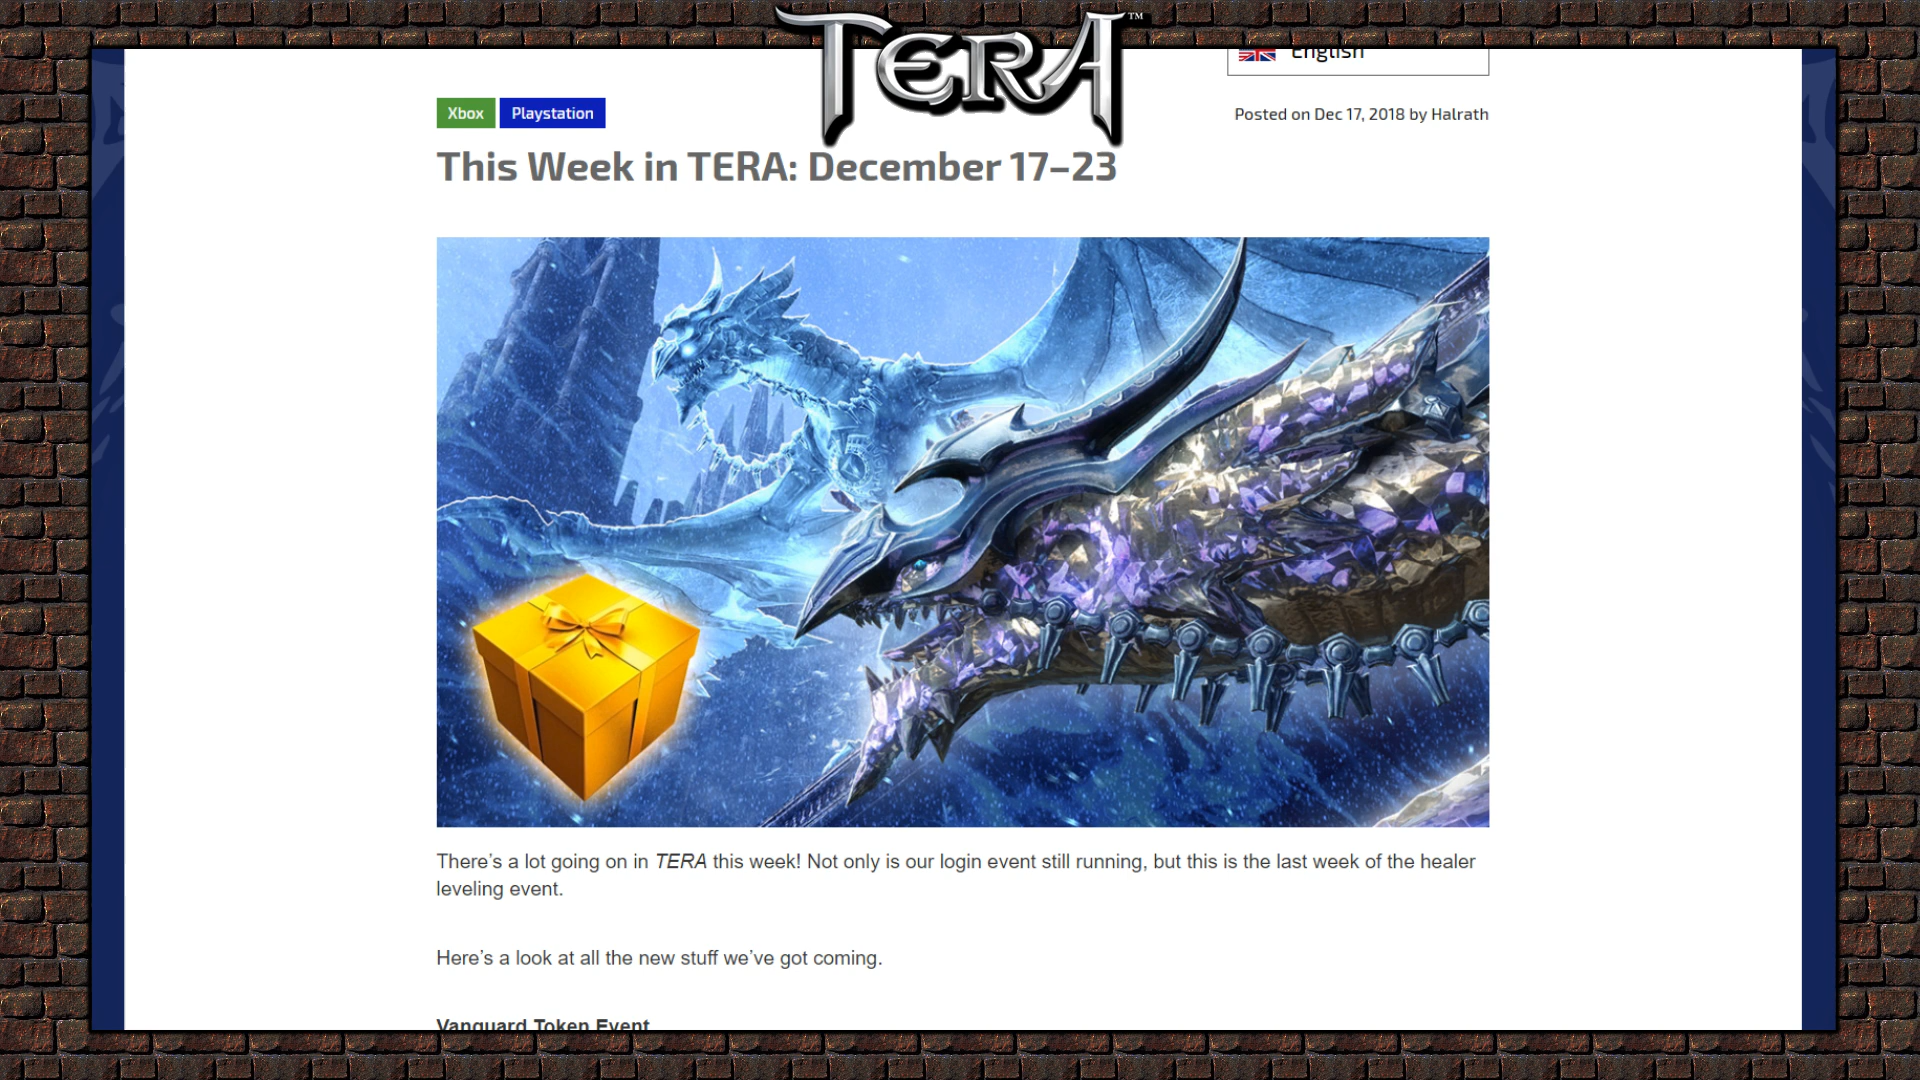 TERA™
English
Xbox Playstation
Posted on Dec 17, 2018 by Halrath
This Week in TERA: December 17–23
There’s a lot going on in TERA this week! Not only is our login event still running, but this is the last week of the healer
leveling event.
Here’s a look at all the new stuff we’ve got coming.
Vanguard Token Event